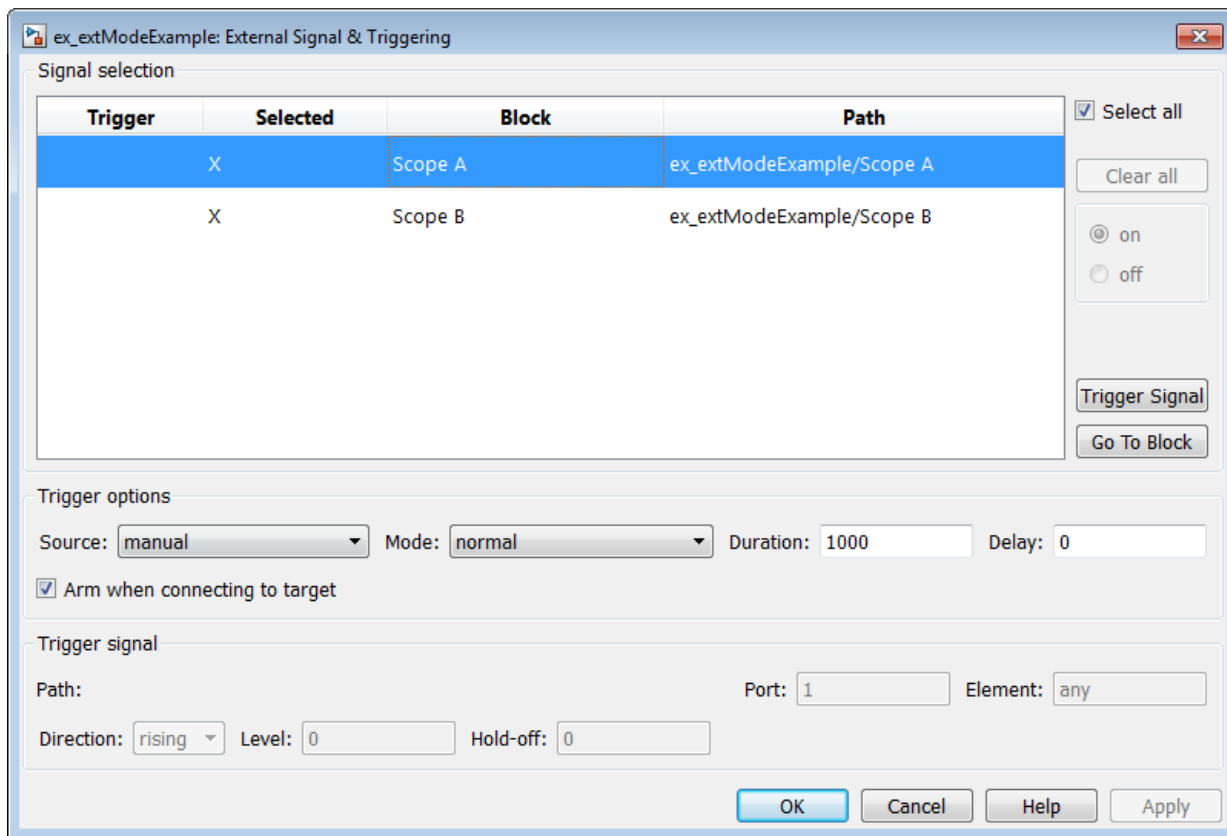 ex_extModeExample: External Signal & Triggering
Signal selection
Trigger Selected Block Path
X Scope A ex_extModeExample/Scope A
X Scope B ex_extModeExample/Scope B
Select all
Clear all
on
off
Trigger Signal
Go To Block
Trigger options
Source: manual Mode: normal Duration: 1000 Delay: 0
Arm when connecting to target
Trigger signal
Path: Port: 1 Element: any
Direction: rising Level: 0 Hold-off: 0
OK Cancel Help Apply